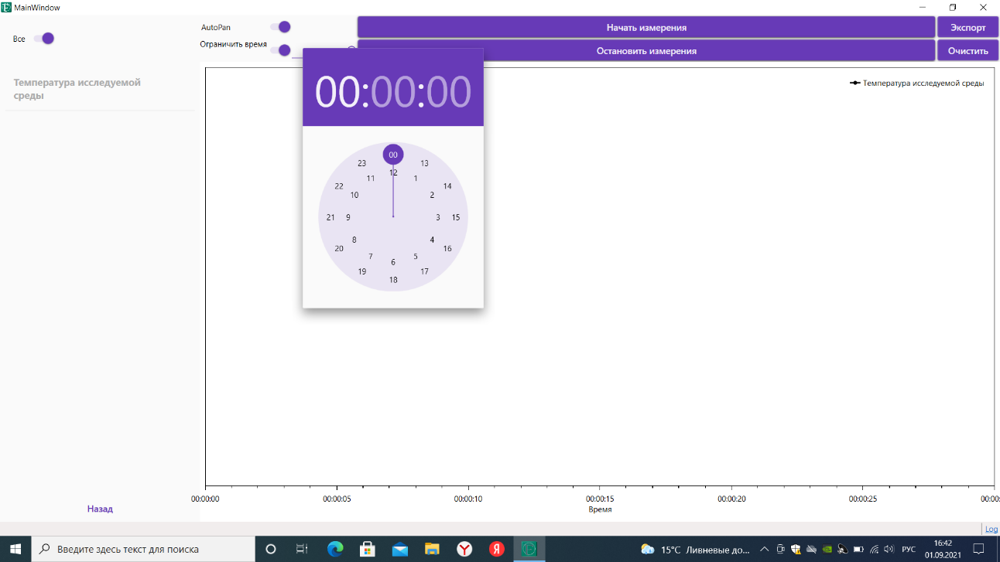 MainWindow
Все
AutoPan
Ограничить время
Начать измерения
Экспорт
Остановить измерения
Очистить
Температура исследуемой
среды
00:00:00
Температура исследуемой среды
00
23
13
12
11
1
22
14
10
2
21
9
3
15
8
4
20
16
7
5
6
19
17
18
00:00:00
00:00:05
00:00:10
00:00:15
00:00:20
00:00:25
00:00:
Время
Назад
Log
Введите здесь текст для поиска
15°C Ливневые до...
РУС
16:42
01.09.2021